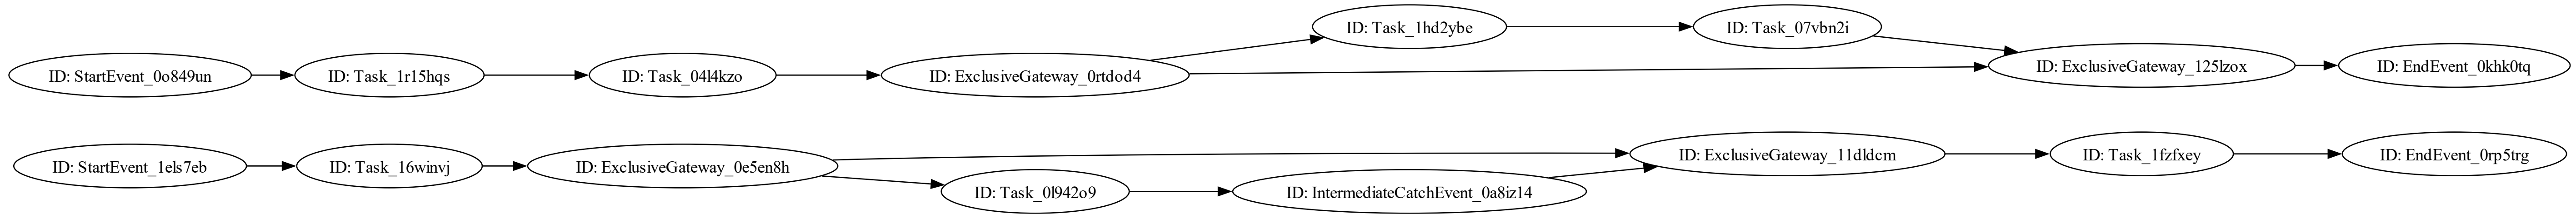 ID: Task_1hd2ybe
ID: Task_07vbn2i
ID: StartEvent_0o849un
ID: Task_1r15hqs
ID: Task_04l4kzo
ID: ExclusiveGateway_0rtdod4
ID: ExclusiveGateway_125lzox
ID: EndEvent_0khk0tq
ID: StartEvent_1els7eb
ID: Task_16winvj
ID: ExclusiveGateway_0e5en8h
ID: ExclusiveGateway_11dldcm
ID: Task_1fzfxey
ID: EndEvent_0rp5trg
ID: Task_0l942o9
ID: IntermediateCatchEvent_0a8iz14